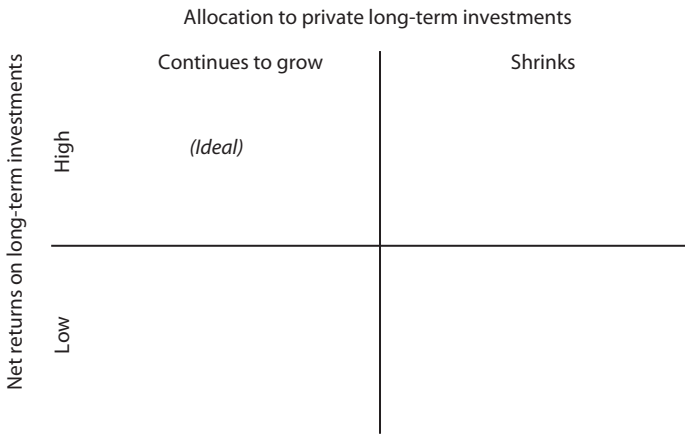 Allocation to private long-term investments
Continues to grow
Shrinks
Net returns on long-term investments
High
(Ideal)
Low